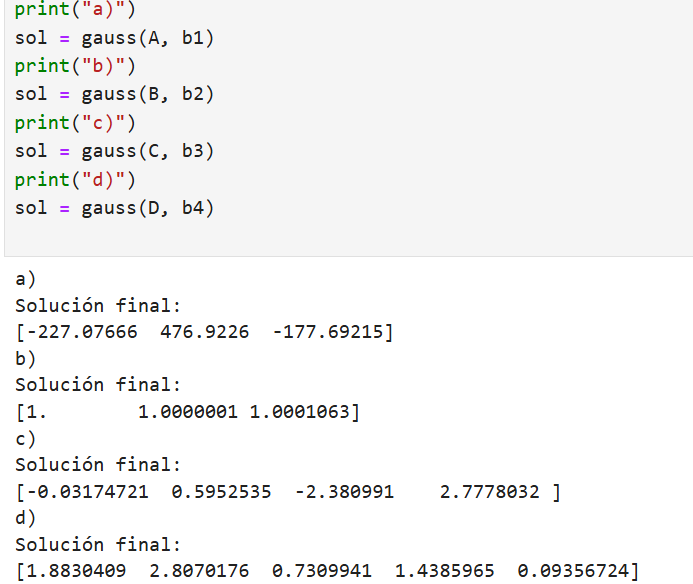 print("a)")
sol = gauss(A, b1)
print("b)")
sol = gauss(B, b2)
print("c)")
sol = gauss(C, b3)
print("d)")
sol = gauss(D, b4)
a)
Solución final:
[-227.07666  476.9226  -177.69215]
b)
Solución final:
[1.        1.0000001 1.0001063]
c)
Solución final:
[-0.03174721  0.5952535  -2.380991    2.7778032 ]
d)
Solución final:
[1.8830409  2.8070176  0.7309941  1.4385965  0.09356724]